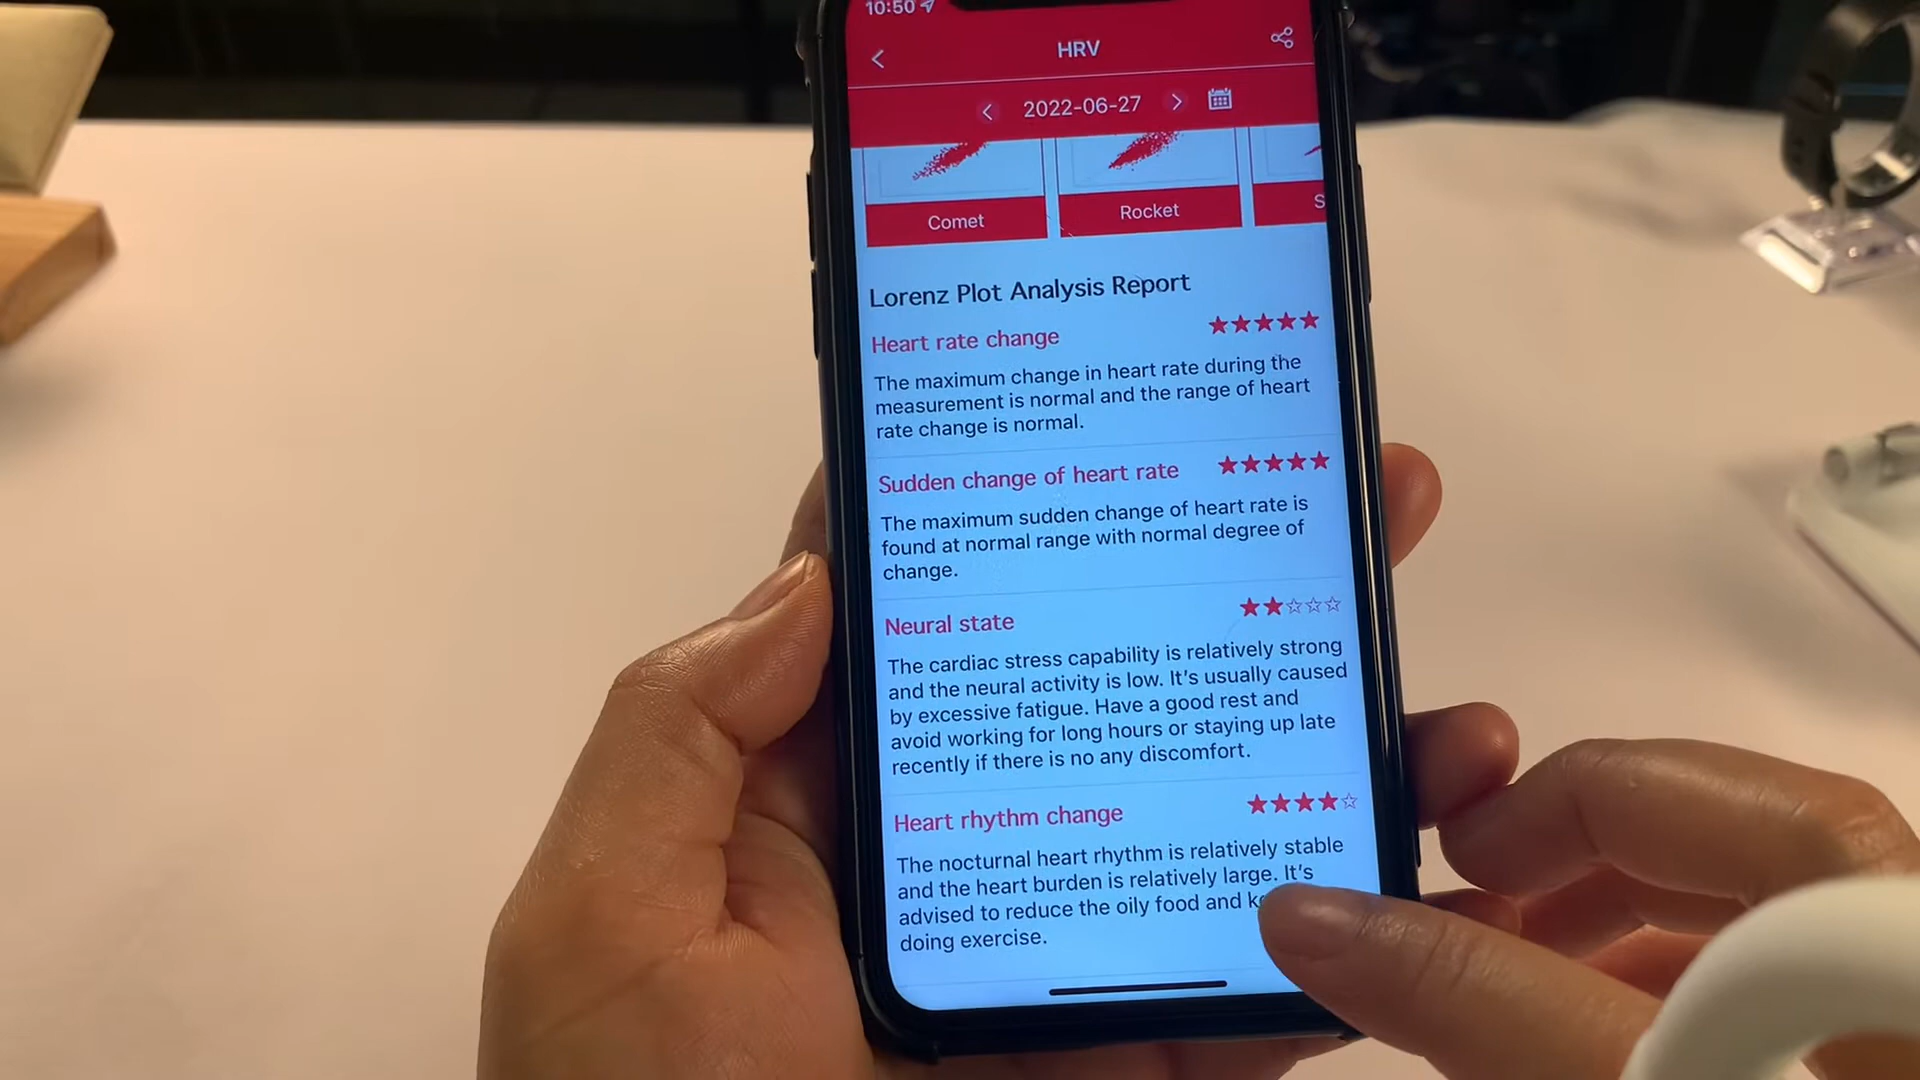 10:50
HRV
2022-06-27
Comet
Rocket
S
Lorenz Plot Analysis Report
Heart rate change
The maximum change in heart rate during the
measurement is normal and the range of heart
rate change is normal.
Sudden change of heart rate
The maximum sudden change of heart rate is
found at normal range with normal degree of
change.
Neural state
The cardiac stress capability is relatively strong
and the neural activity is low. It's usually caused
by excessive fatigue. Have a good rest and
avoid working for long hours or staying up late
recently if there is no any discomfort.
Heart rhythm change
The nocturnal heart rhythm is relatively stable
and the heart burden is relatively large. It's
advised to reduce the oily food and
doing exercise.